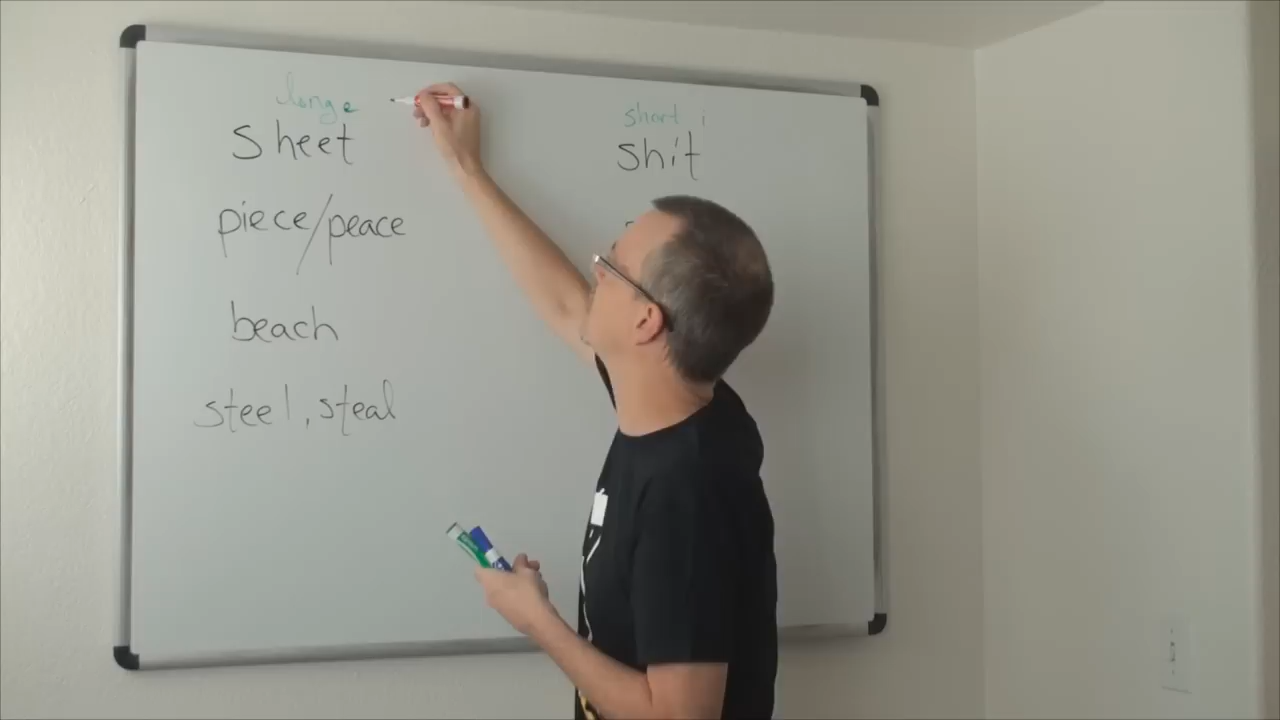 long e
short i
sheet
shit
piece/peace
beach
steel, steal